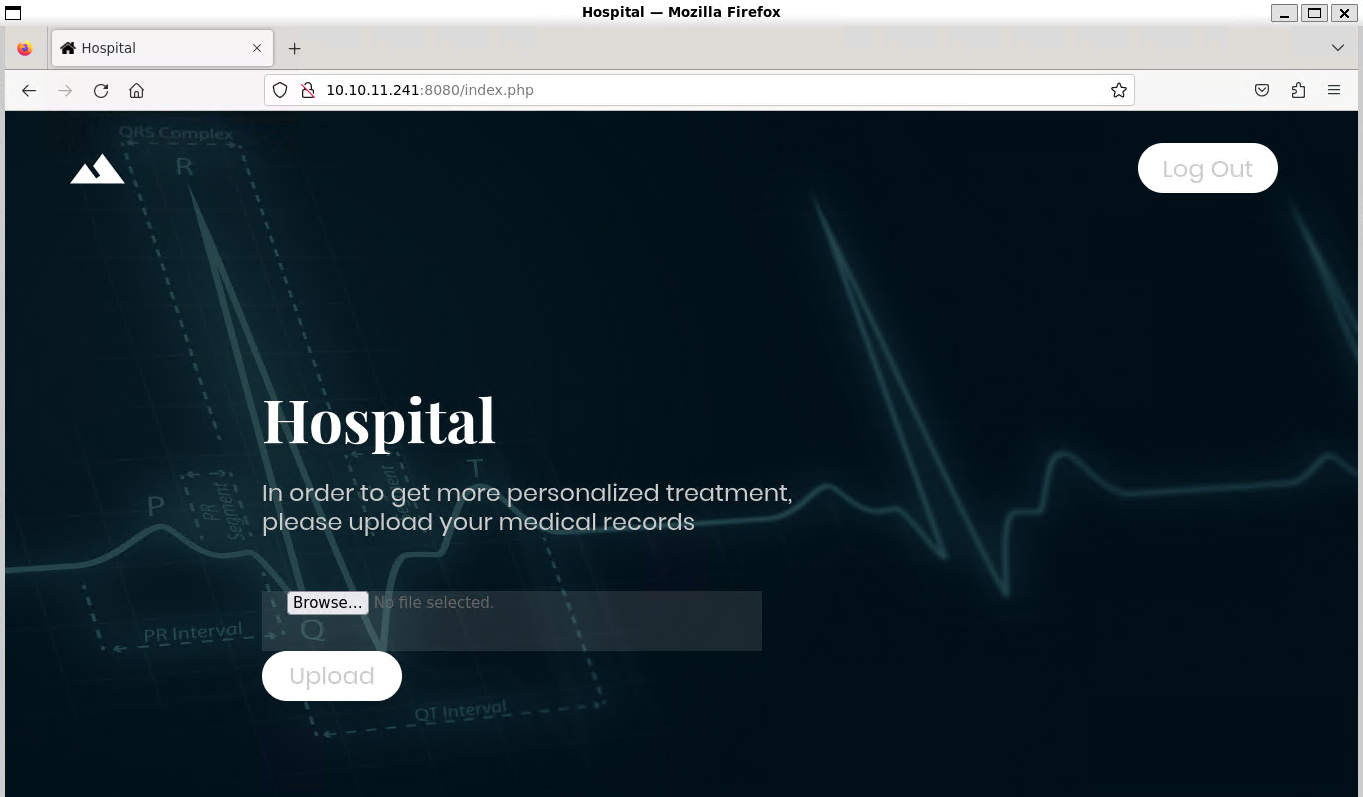 Hospital — Mozilla Firefox
Hospital
10.10.11.241:8080/index.php
QRS Complex
R
Log Out
Hospital
T
In order to get more personalized treatment,
P
PR
Segment
please upload your medical records
Browse... No file selected.
PR Interval
Q
Upload
QT Interval